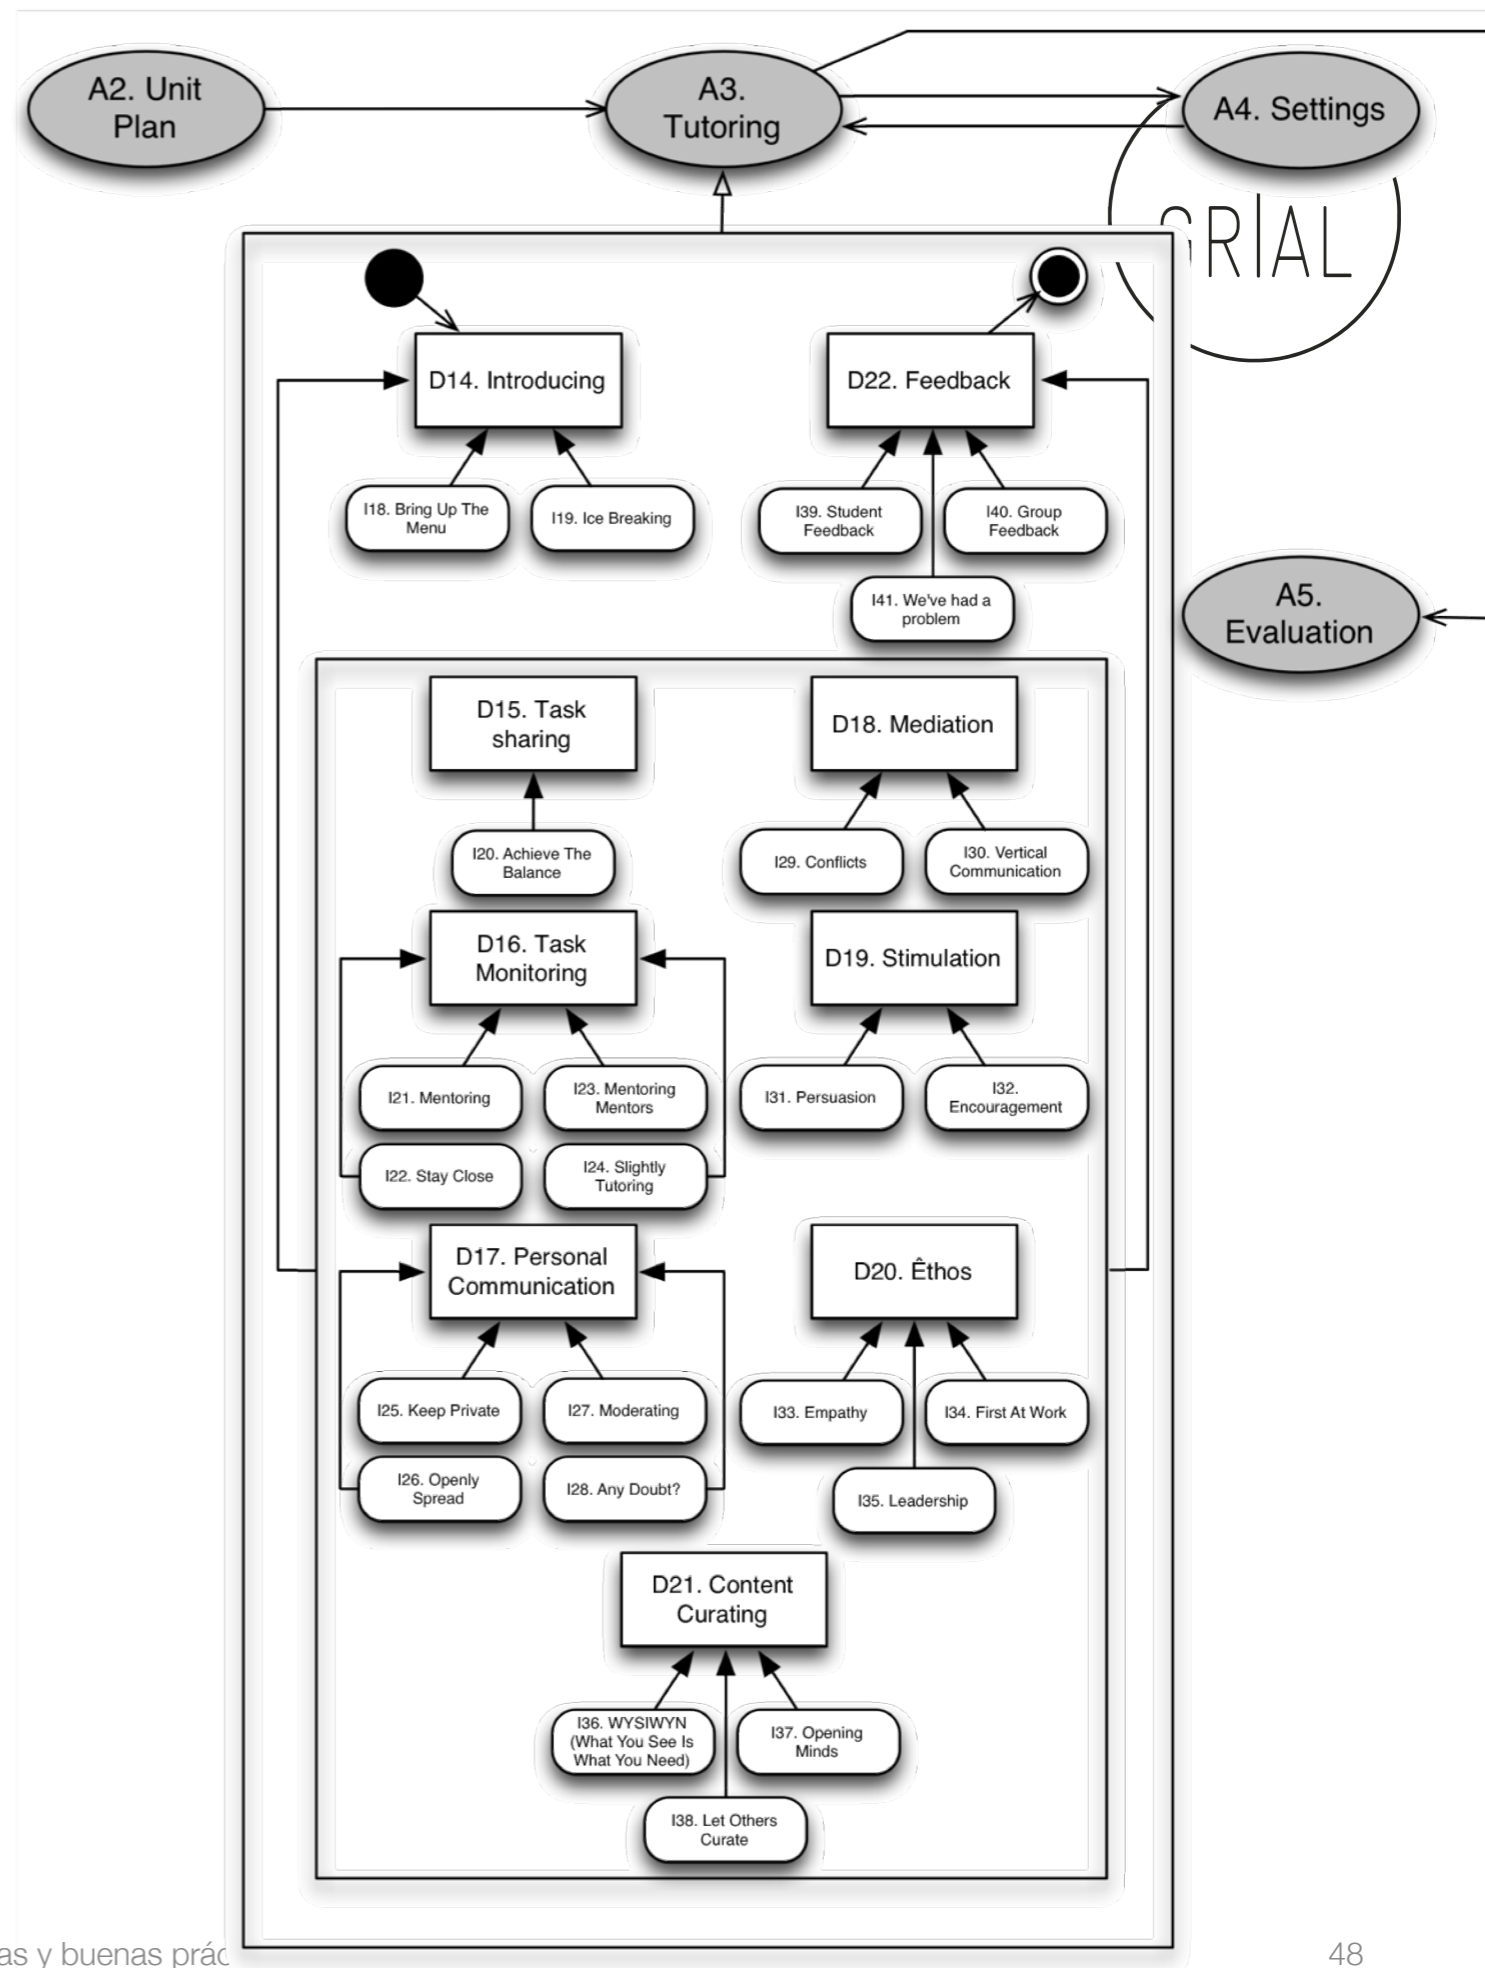 A2. Unit
Plan
A3.
Tutoring
A4. Settings
GRIAL
D14. Introducing
D22. Feedback
I18. Bring Up The
Menu
I19. Ice Breaking
I39. Student
Feedback
I40. Group
Feedback
I41. We've had a
problem
A5.
Evaluation
D15. Task
sharing
D18. Mediation
I20. Achieve The
Balance
I29. Conflicts
I30. Vertical
Communication
D16. Task
Monitoring
D19. Stimulation
I21. Mentoring
I23. Mentoring
Mentors
I31. Persuasion
I32.
Encouragement
I22. Stay Close
I24. Slightly
Tutoring
D17. Personal
Communication
D20. Êthos
I25. Keep Private
I27. Moderating
I33. Empathy
I34. First At Work
I26. Openly
Spread
I28. Any Doubt?
I35. Leadership
D21. Content
Curating
I36. WYSIWYN
(What You See Is
What You Need)
I37. Opening
Minds
I38. Let Others
Curate
as y buenas prác
48